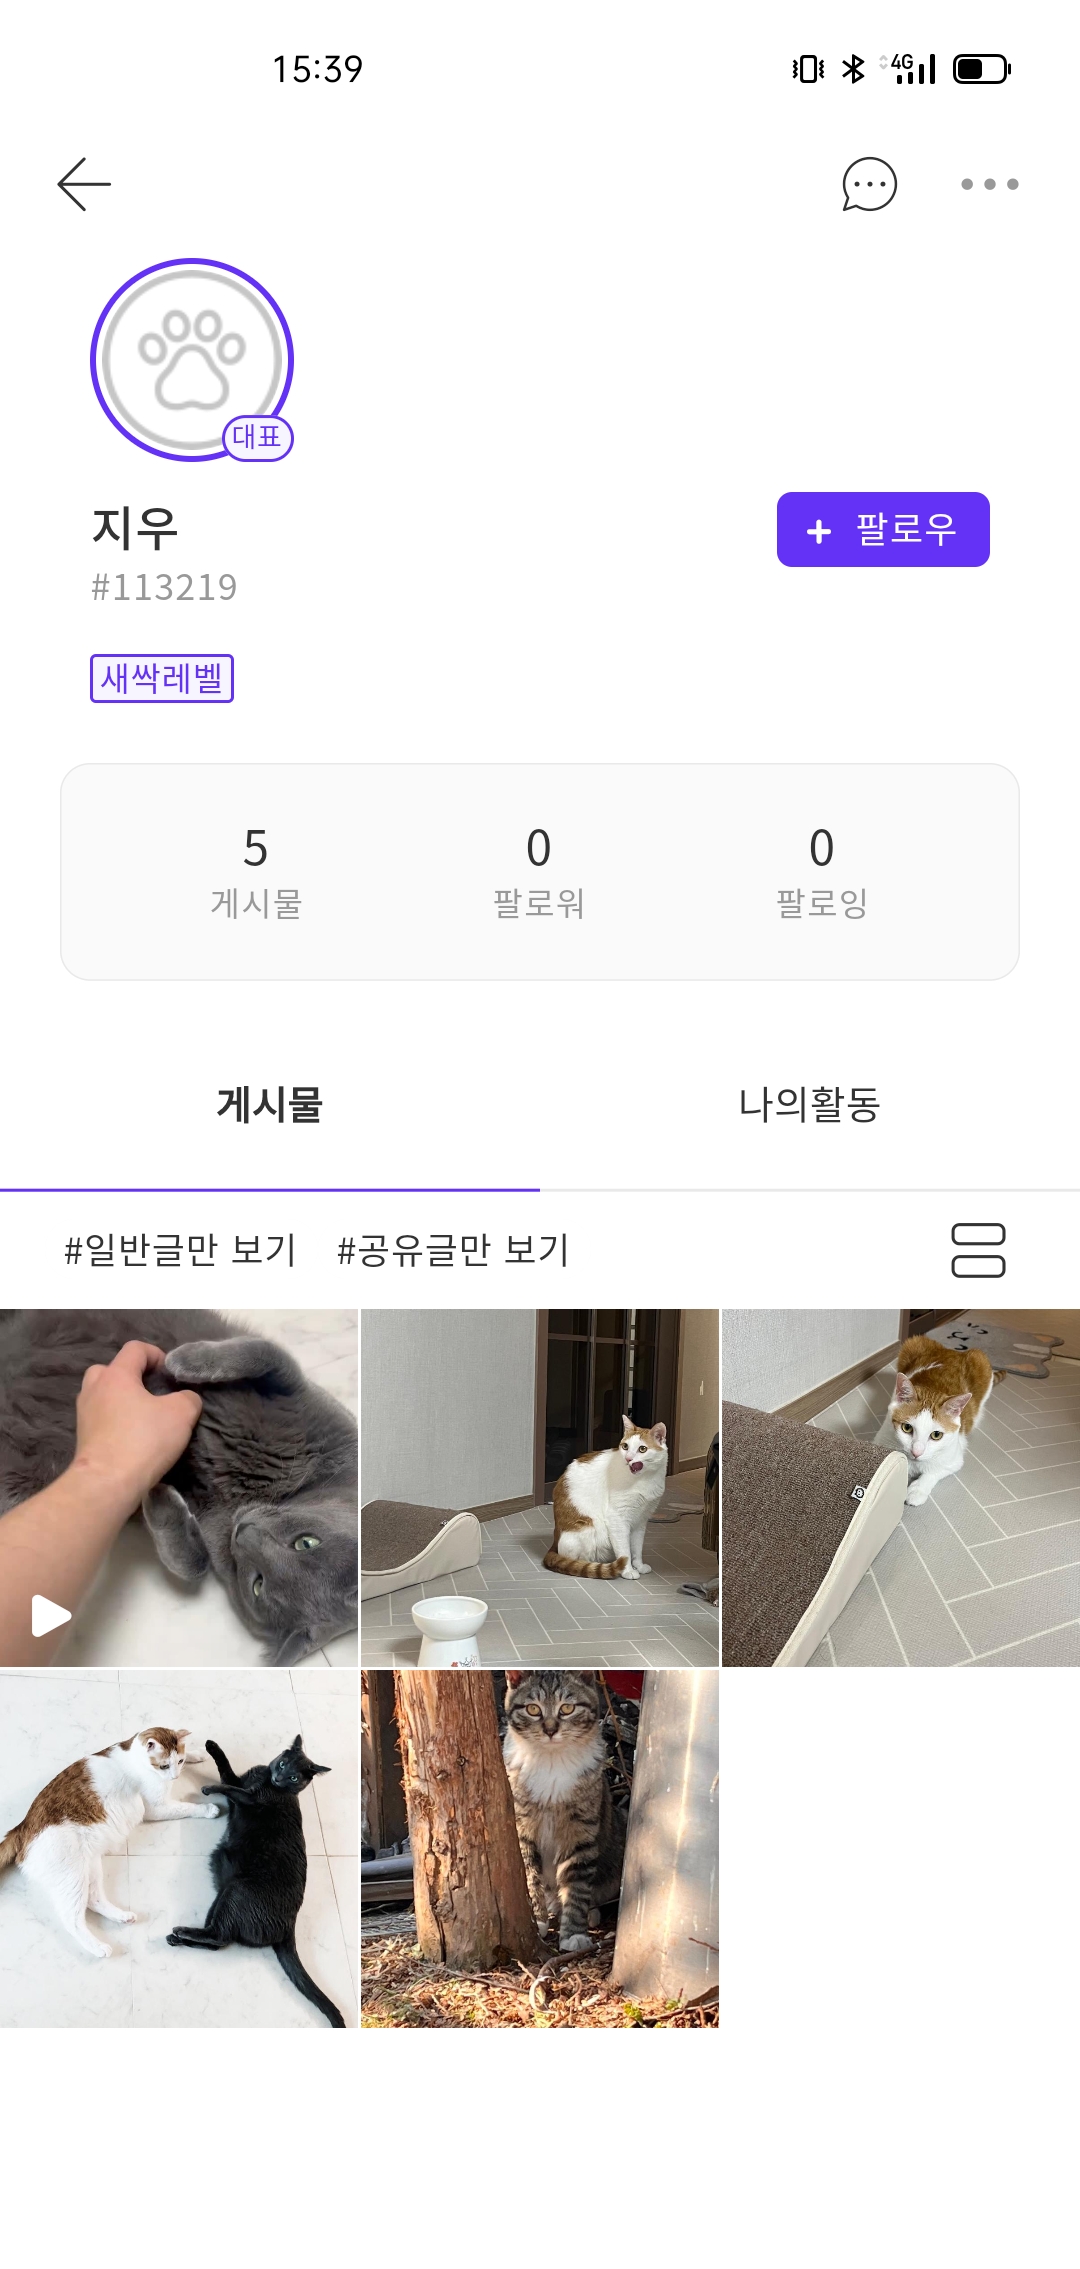 15:39
4G
대표
지우
+ 팔로우
#113219
새싹레벨
5 0 0
게시물 팔로워 팔로잉
게시물 나의활동
#일반글만 보기 #공유글만 보기